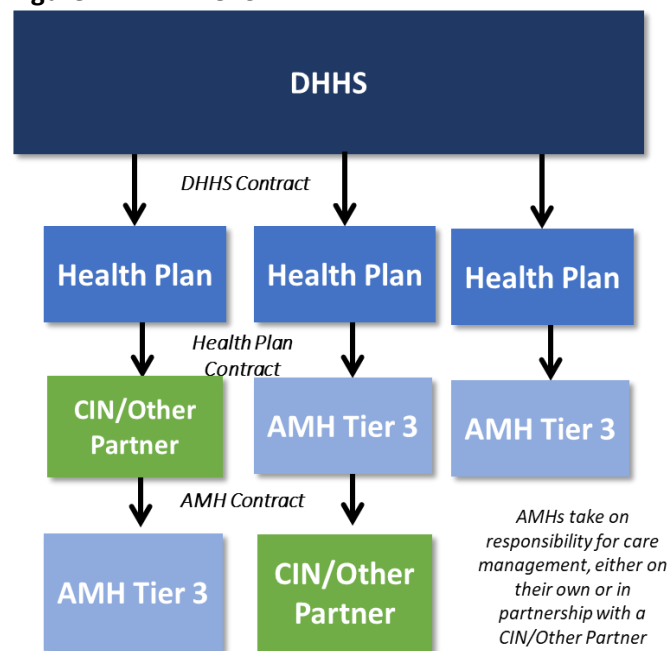 DHHS
DHHS Contract
Health Plan
Health Plan
Health Plan
Health Plan
Contract
CIN/Other
Partner
AMH Tier 3
AMH Tier 3
AMH Contract
AMH Tier 3
CIN/Other
Partner
AMHs take on
responsibility for care
management, either on
their own or in
partnership with a
CIN/Other Partner